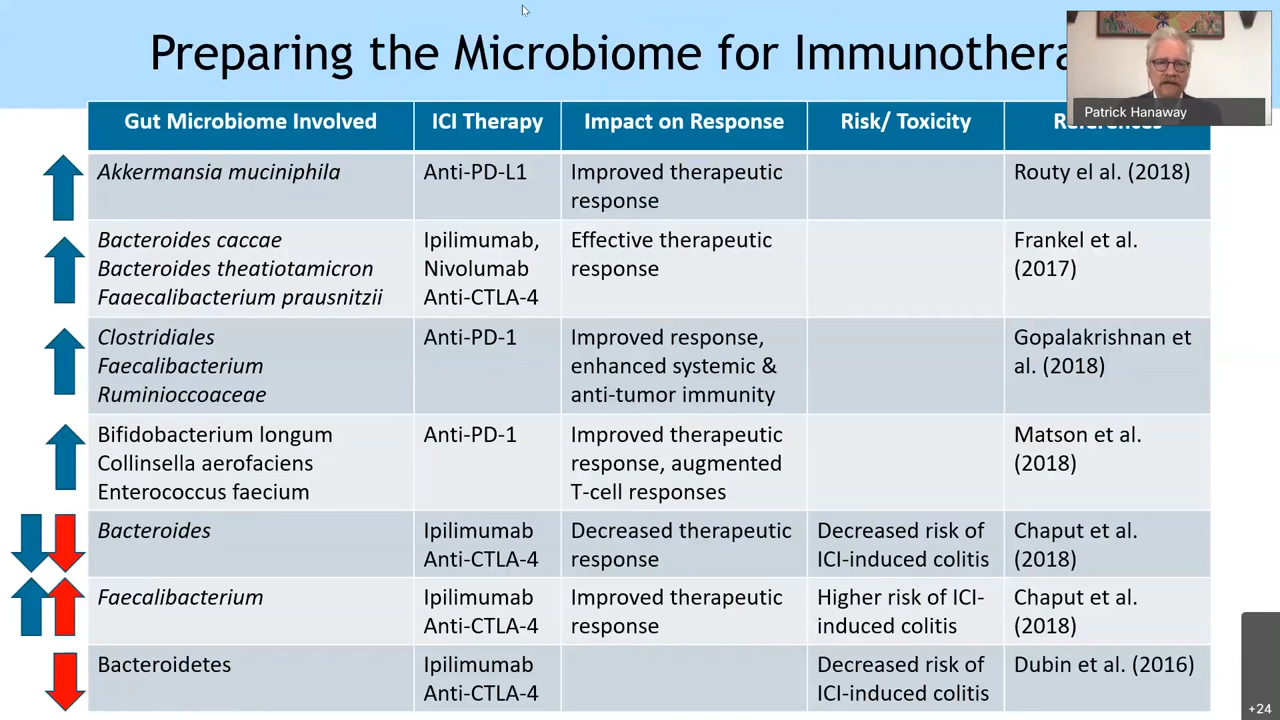 Preparing the Microbiome for Immunothera
Patrick Hanaway
Gut Microbiome Involved
ICI Therapy
Impact on Response
Risk/ Toxicity
References
Akkermansia muciniphila
Anti-PD-L1
Improved therapeutic
response
Routy el al. (2018)
Bacteroides caccae
Bacteroides theatiotamicron
Faaecalibacterium prausnitzii
Ipilimumab,
Nivolumab
Anti-CTLA-4
Effective therapeutic
response
Frankel et al.
(2017)
Clostridiales
Faecalibacterium
Ruminioccoaceae
Anti-PD-1
Improved response,
enhanced systemic &
anti-tumor immunity
Gopalakrishnan et
al. (2018)
Bifidobacterium longum
Collinsella aerofaciens
Enterococcus faecium
Anti-PD-1
Improved therapeutic
response, augmented
T-cell responses
Matson et al.
(2018)
Bacteroides
Ipilimumab
Anti-CTLA-4
Decreased therapeutic
response
Decreased risk of
ICI-induced colitis
Chaput et al.
(2018)
Faecalibacterium
Ipilimumab
Anti-CTLA-4
Improved therapeutic
response
Higher risk of ICI-
induced colitis
Chaput et al.
(2018)
Bacteroidetes
Ipilimumab
Anti-CTLA-4
Decreased risk of
ICI-induced colitis
Dubin et al. (2016)
+24